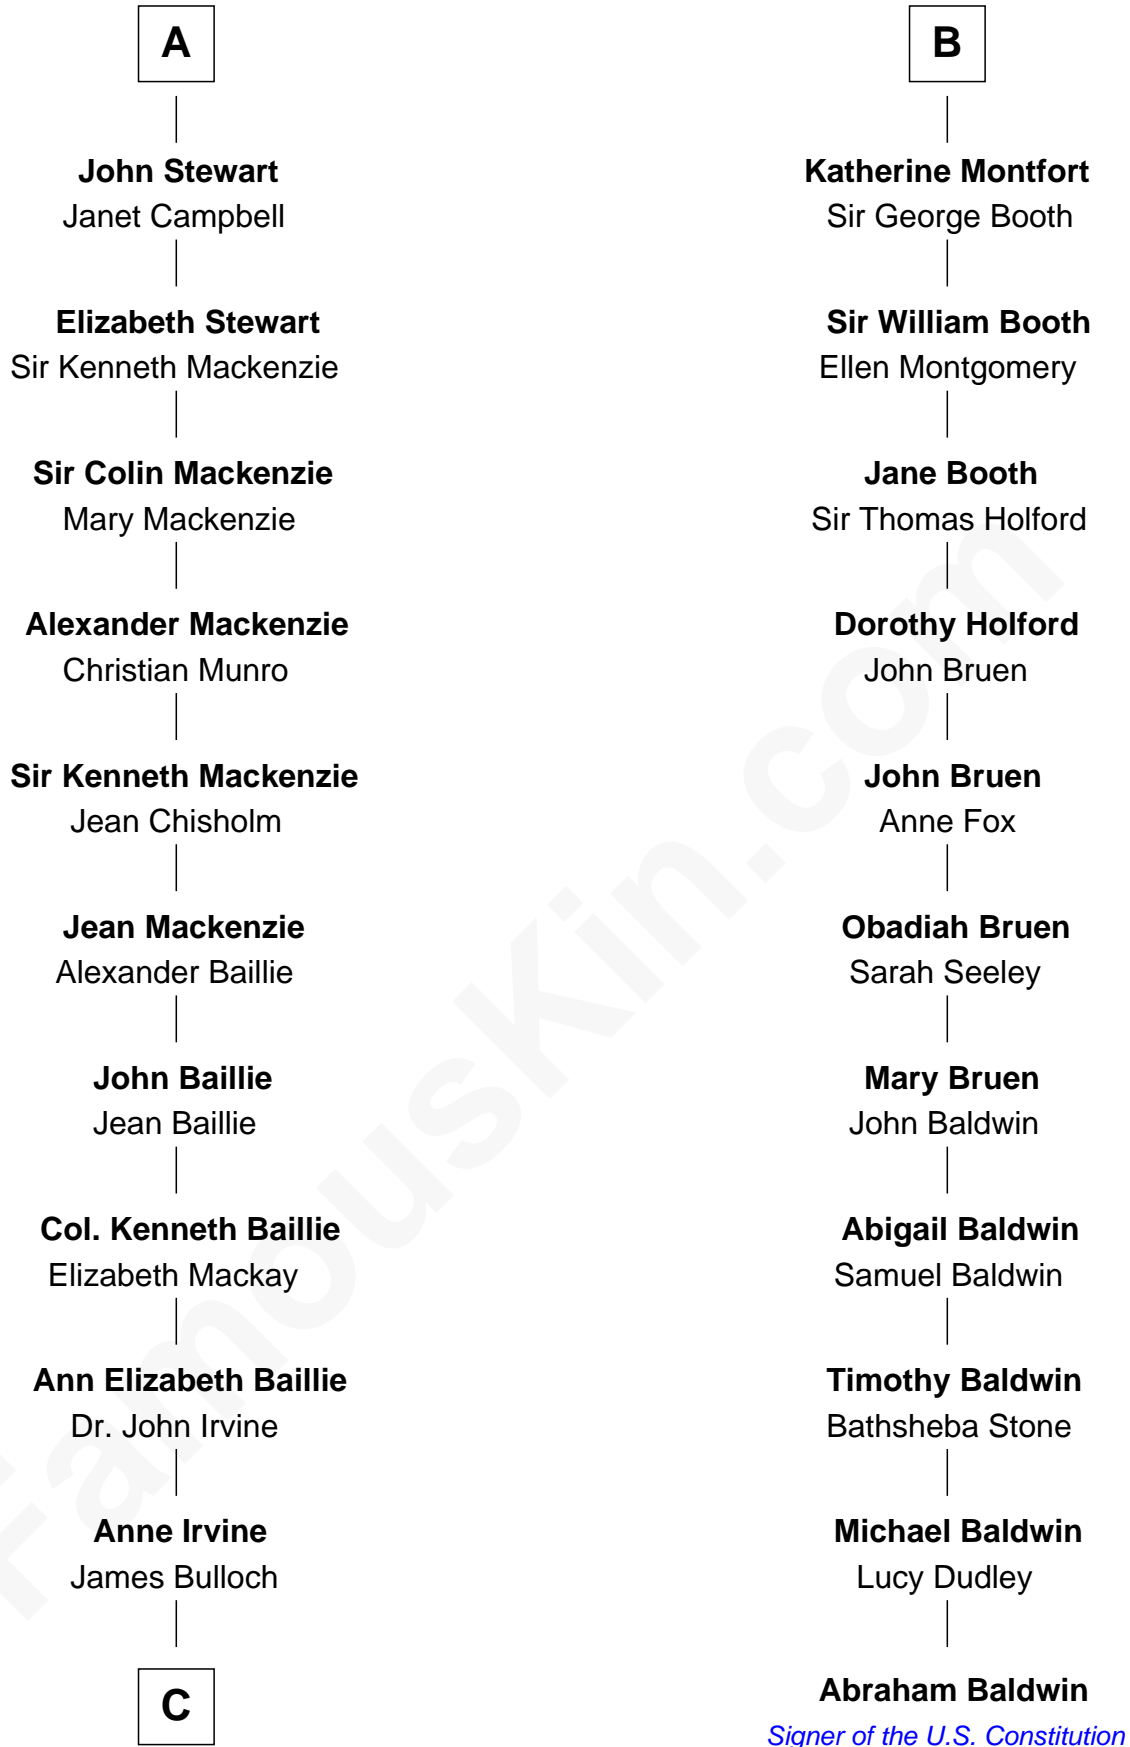 A
John Stewart
Janet Campbell
Elizabeth Stewart
Sir Kenneth Mackenzie
Sir Colin Mackenzie
Mary Mackenzie
Alexander Mackenzie
Christian Munro
Sir Kenneth Mackenzie
Jean Chisholm
Jean Mackenzie
Alexander Baillie
John Baillie
Jean Baillie
Col. Kenneth Baillie
Elizabeth Mackay
Ann Elizabeth Baillie
Dr. John Irvine
Anne Irvine
James Bulloch
C
B
Katherine Montfort
Sir George Booth
Sir William Booth
Ellen Montgomery
Jane Booth
Sir Thomas Holford
Dorothy Holford
John Bruen
John Bruen
Anne Fox
Obadiah Bruen
Sarah Seeley
Mary Bruen
John Baldwin
Abigail Baldwin
Samuel Baldwin
Timothy Baldwin
Bathsheba Stone
Michael Baldwin
Lucy Dudley
Abraham Baldwin
Signer of the U.S. Constitution
FamousKin.com